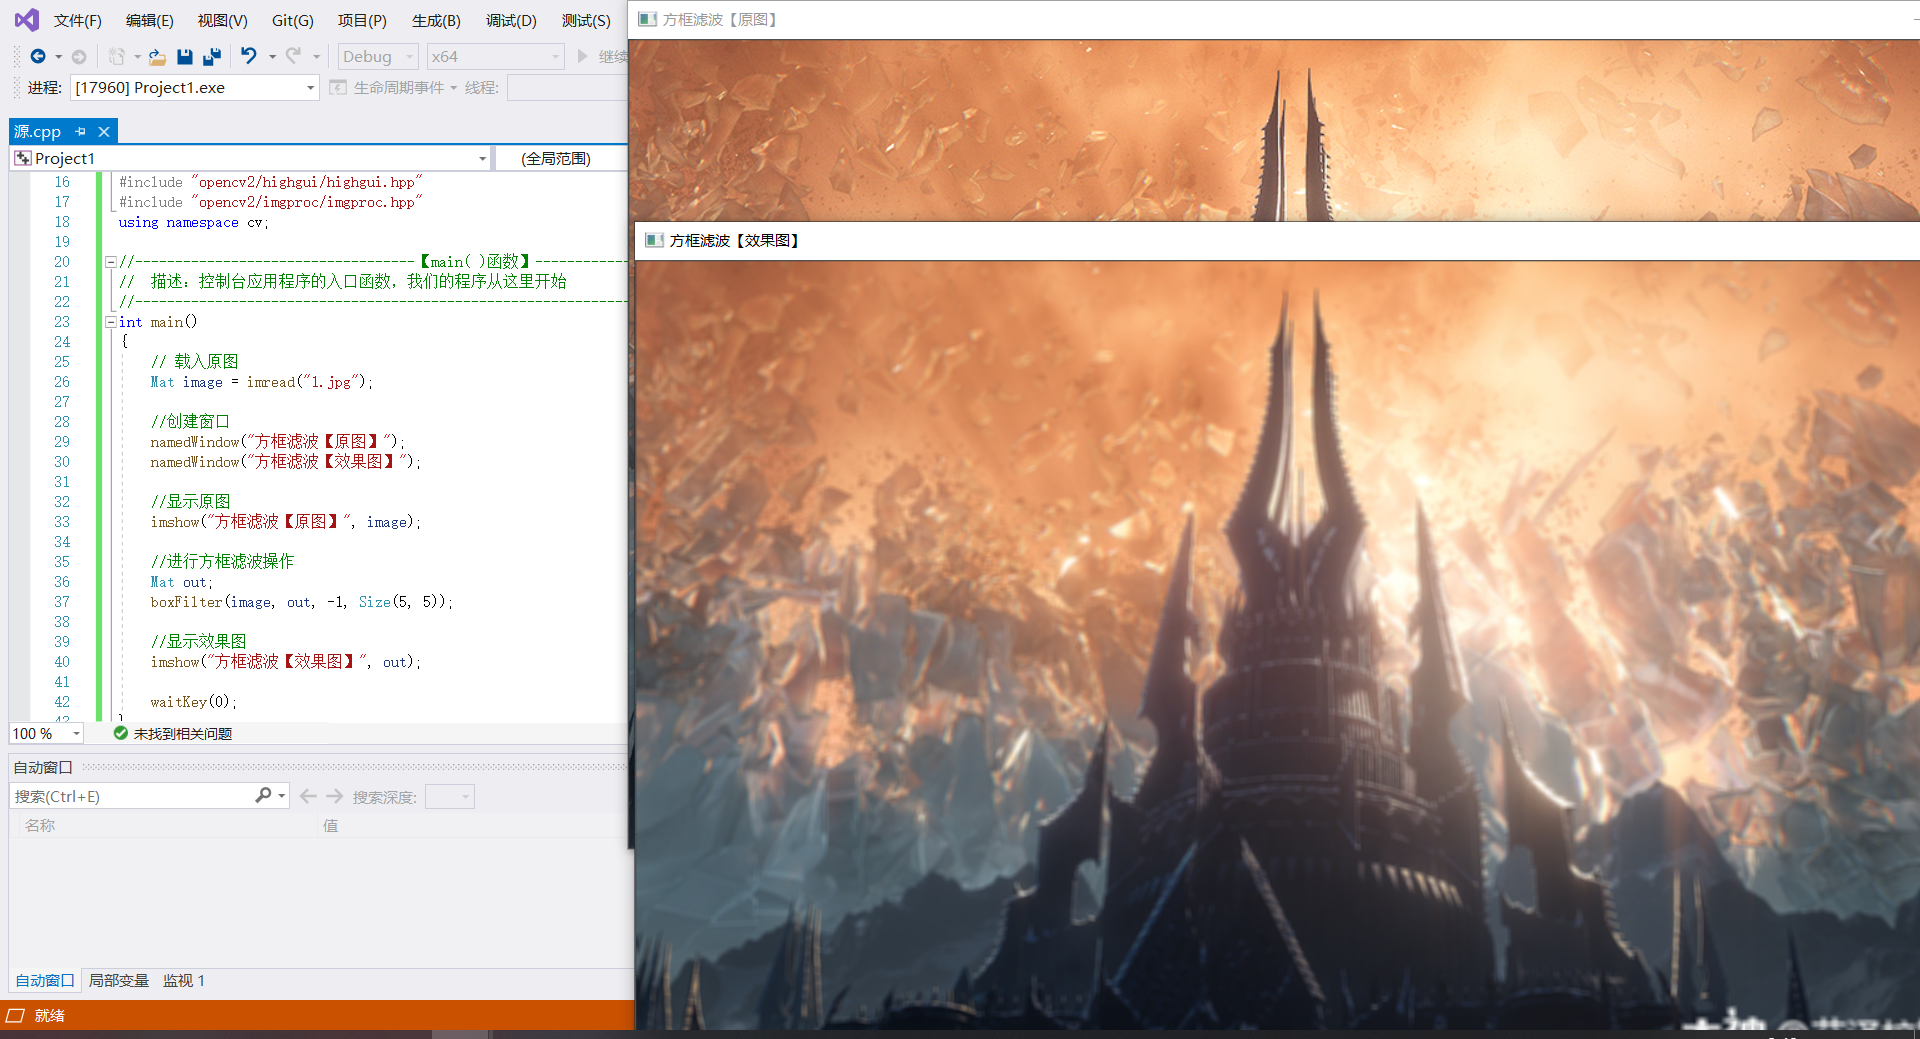 文件(F) 编辑(E) 视图(V) Git(G) 项目(P) 生成(B) 调试(D) 测试(S)
Debug x64 继续
进程: [17960] Project1.exe 生命周期事件 线程:
源.cpp
Project1 (全局范围)
16 #include "opencv2/highgui/highgui.hpp"
17 #include "opencv2/imgproc/imgproc.hpp"
18 using namespace cv;
19
20 //-----------------------------------【main( )函数】------------
21 // 描述：控制台应用程序的入口函数，我们的程序从这里开始
22 //--------------------------------------------------------------
23 int main()
24 {
25 // 载入原图
26 Mat image = imread("1.jpg");
27
28 //创建窗口
29 namedWindow("方框滤波【原图】");
30 namedWindow("方框滤波【效果图】");
31
32 //显示原图
33 imshow("方框滤波【原图】", image);
34
35 //进行方框滤波操作
36 Mat out;
37 boxFilter(image, out, -1, Size(5, 5));
38
39 //显示效果图
40 imshow("方框滤波【效果图】", out);
41
42 waitKey(0);
100 % 未找到相关问题
自动窗口
搜索(Ctrl+E) 搜索深度:
名称 值
自动窗口 局部变量 监视 1
就绪
方框滤波【原图】
方框滤波【效果图】